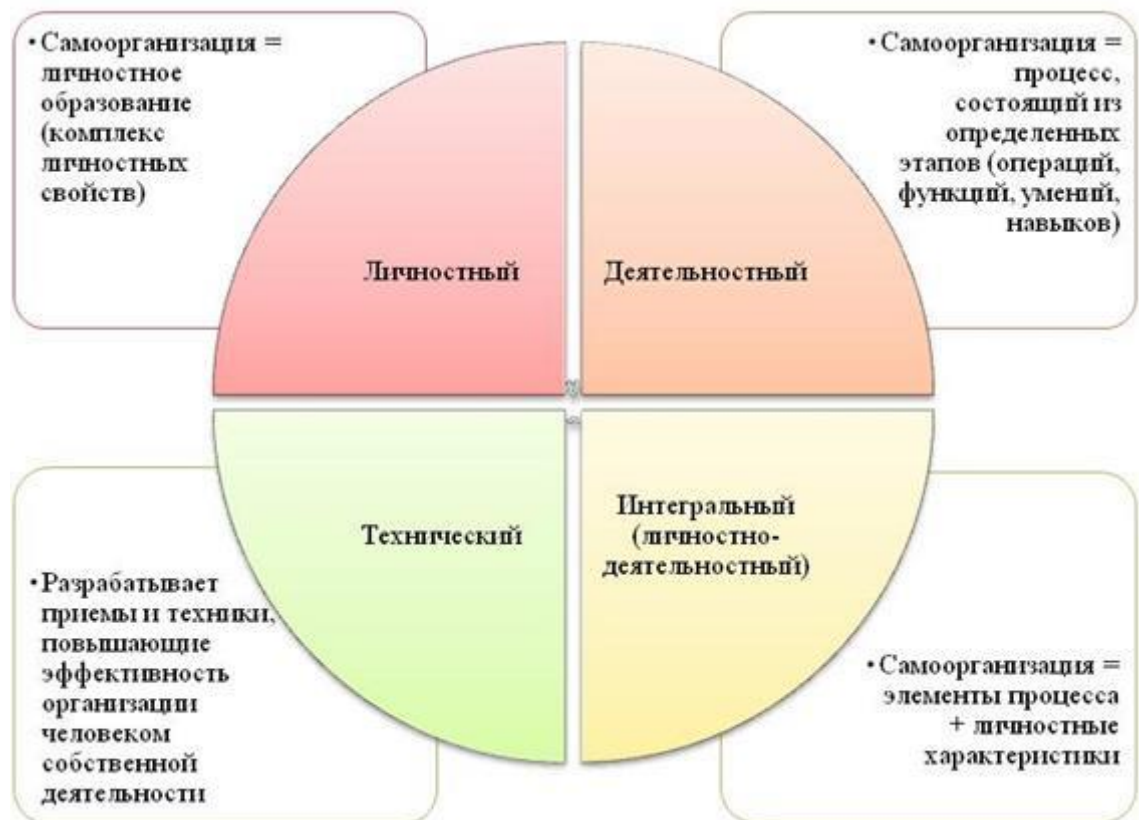 •Самоорганизация =
личностное
образование
(комплекс
личностных
свойств)
•Самоорганизация =
процесс,
состоящий из
определенных
этапов (операций,
функций, умений,
навыков)
Личностный
Деятельностный
Технический
Интегральный
(личностно-
деятельностный)
•Разрабатывает
приемы и техники,
повышающие
эффективность
организации
человеком
собственной
деятельности
•Самоорганизация =
элементы процесса
+ личностные
характеристики